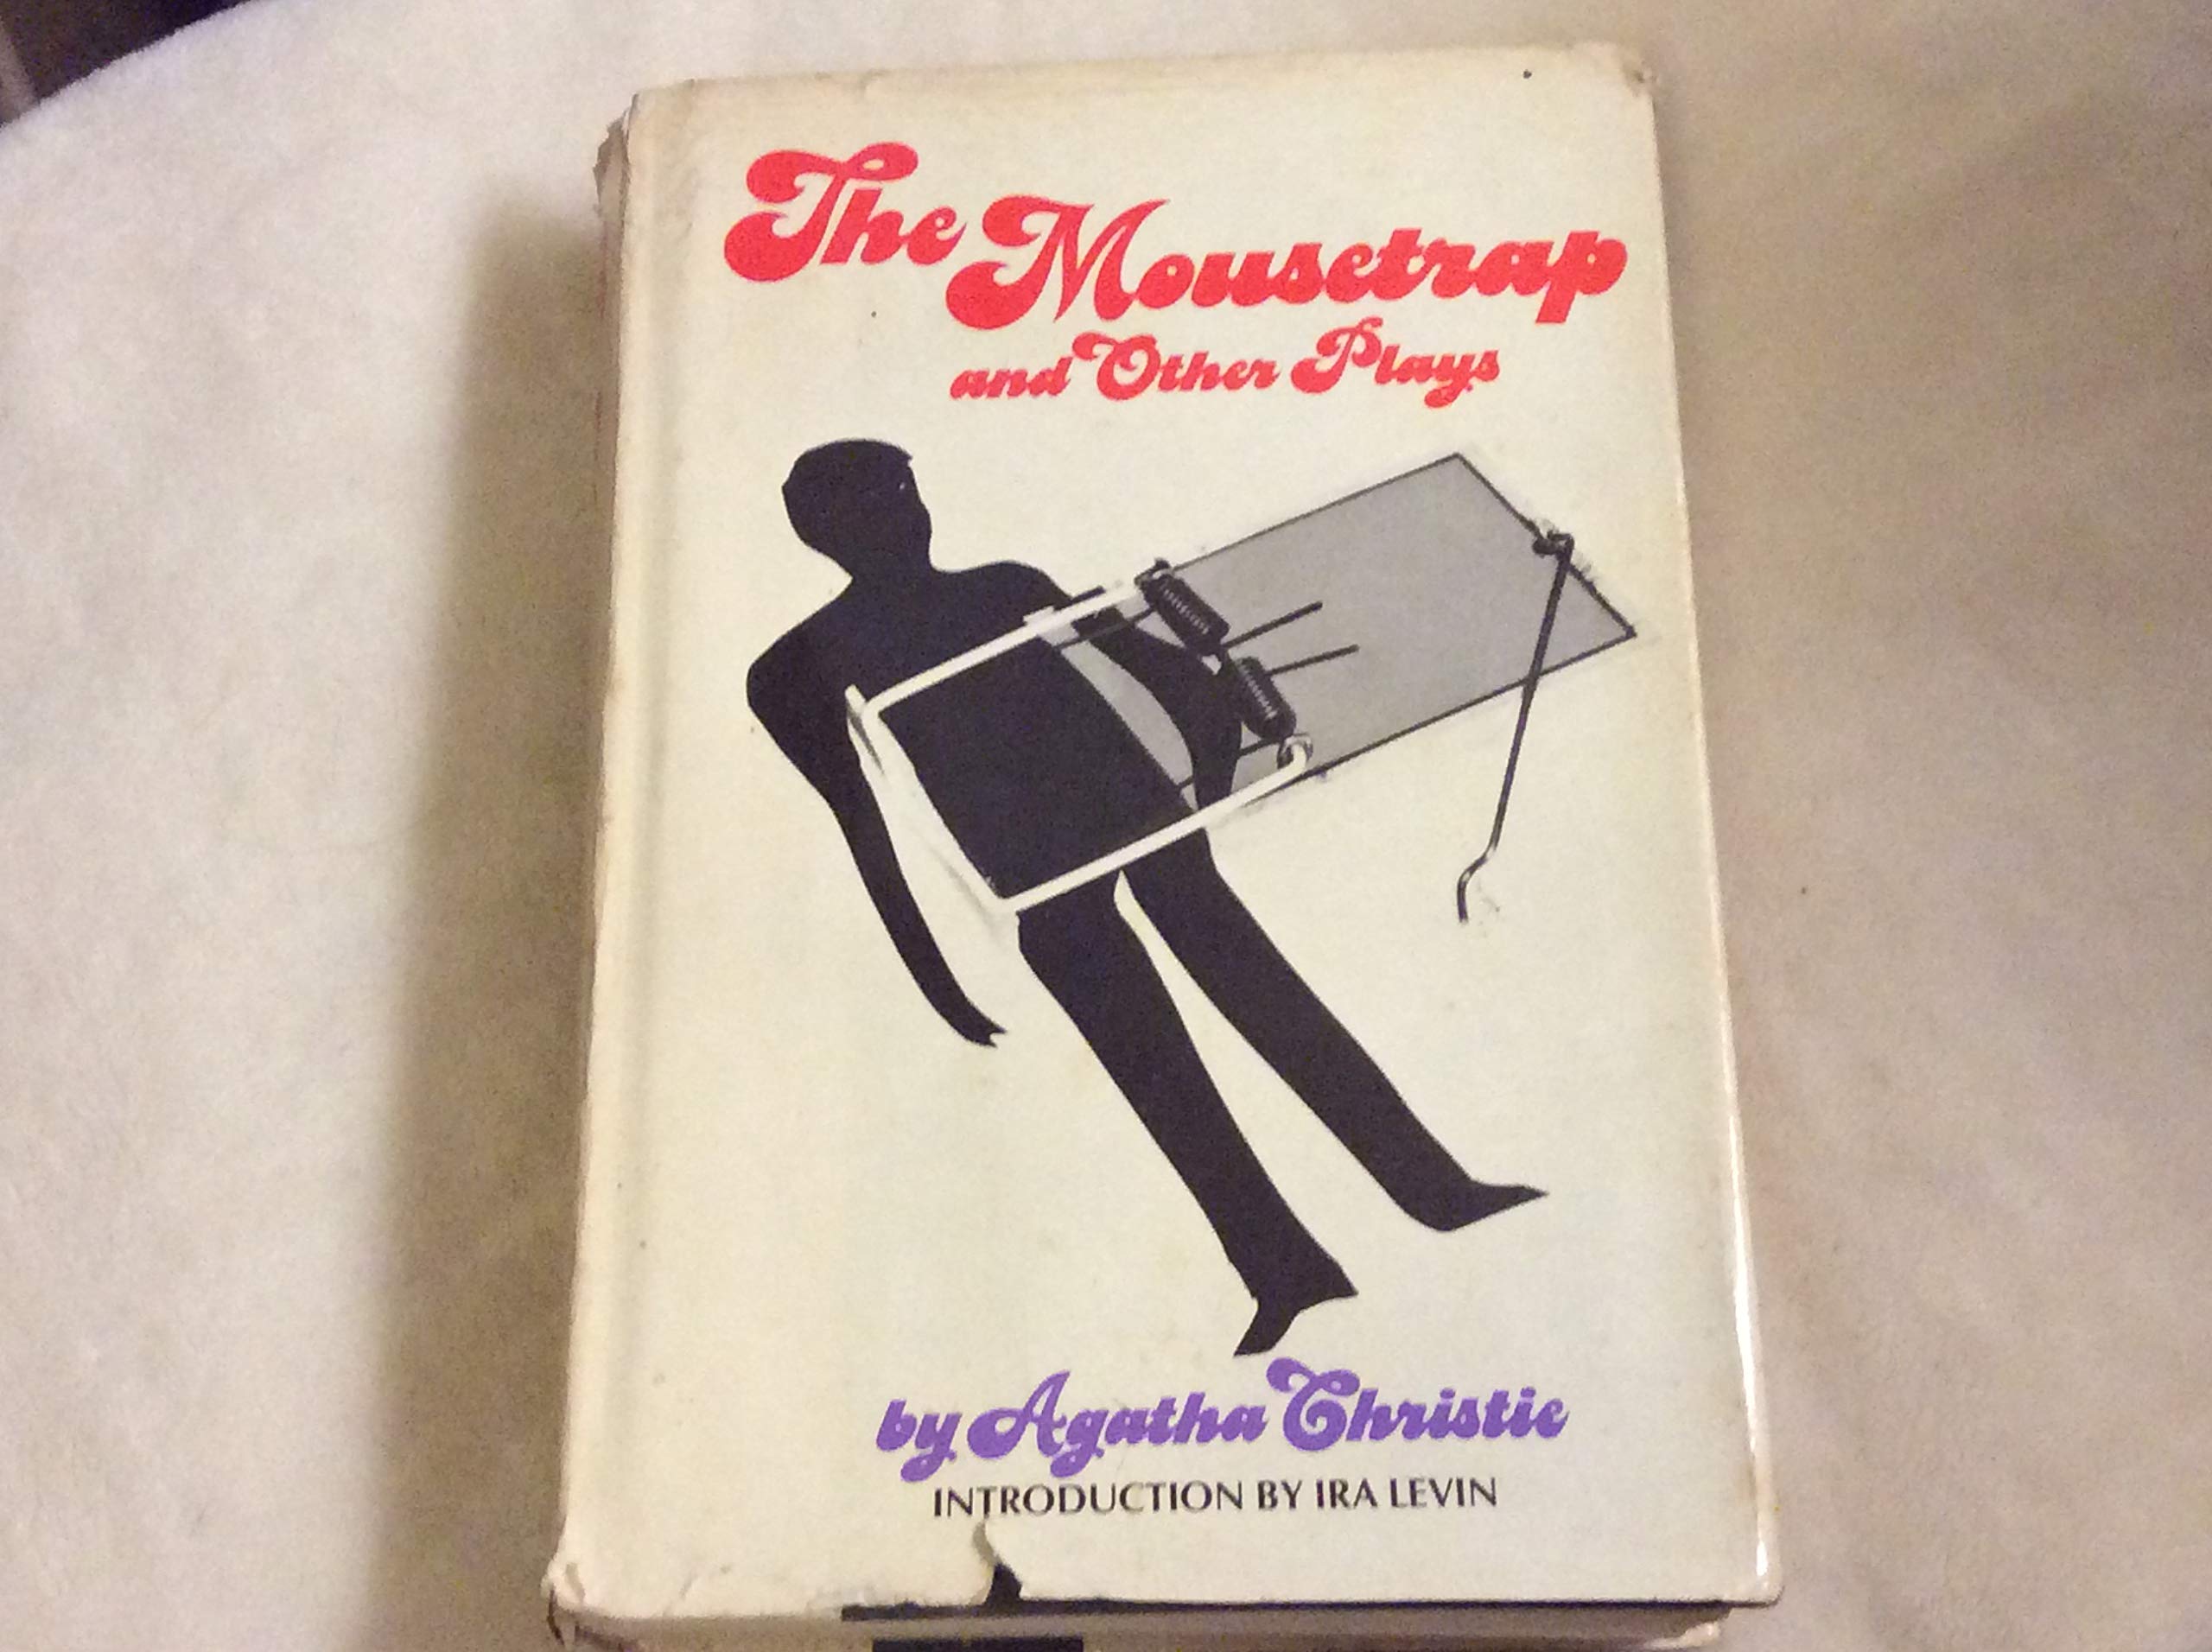 The Mousetrap
and Other Plays
by Agatha Christie
INTRODUCTION BY IRA LEVIN